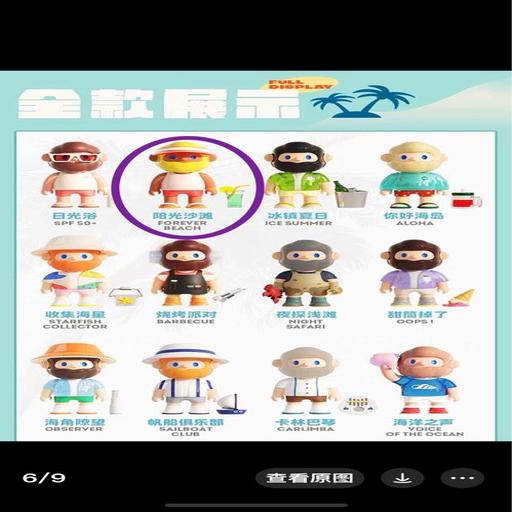 全款展示
FULL
DISPLAY
日光浴
SPF 50+
阳光沙滩
FOREVER
BEACH
冰镇夏日
ICE SUMMER
你好海岛
ALOHA
收集海星
STARFISH
COLLECTOR
烧烤派对
BARBECUE
夜探浅滩
NIGHT
SAFARI
甜筒掉了
OOPS !
海角瞭望
OBSERVER
帆船俱乐部
SAILBOAT
CLUB
卡林巴琴
CARLIMBA
海洋之声
VOICE
OF THE OCEAN
6/9
查看原图